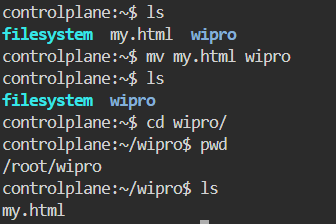 controlplane:~$ ls
filesystem  my.html  wipro
controlplane:~$ mv my.html wipro
controlplane:~$ ls
filesystem  wipro
controlplane:~$ cd wipro/
controlplane:~/wipro$ pwd
/root/wipro
controlplane:~/wipro$ ls
my.html